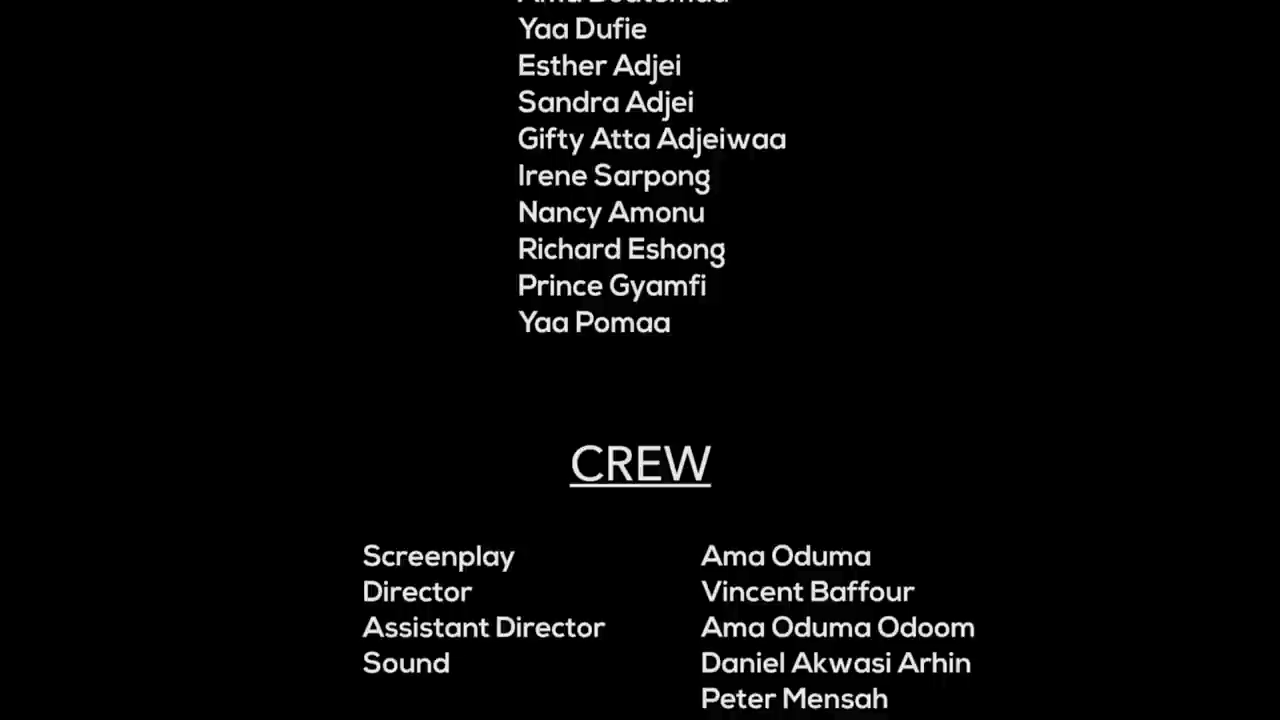 Yaa Dufie
Esther Adjei
Sandra Adjei
Gifty Atta Adjeiwaa
Irene Sarpong
Nancy Amonu
Richard Eshong
Prince Gyamfi
Yaa Pomaa
CREW
Screenplay Ama Oduma
Director Vincent Baffour
Assistant Director Ama Oduma Odoom
Sound Daniel Akwasi Arhin
Peter Mensah